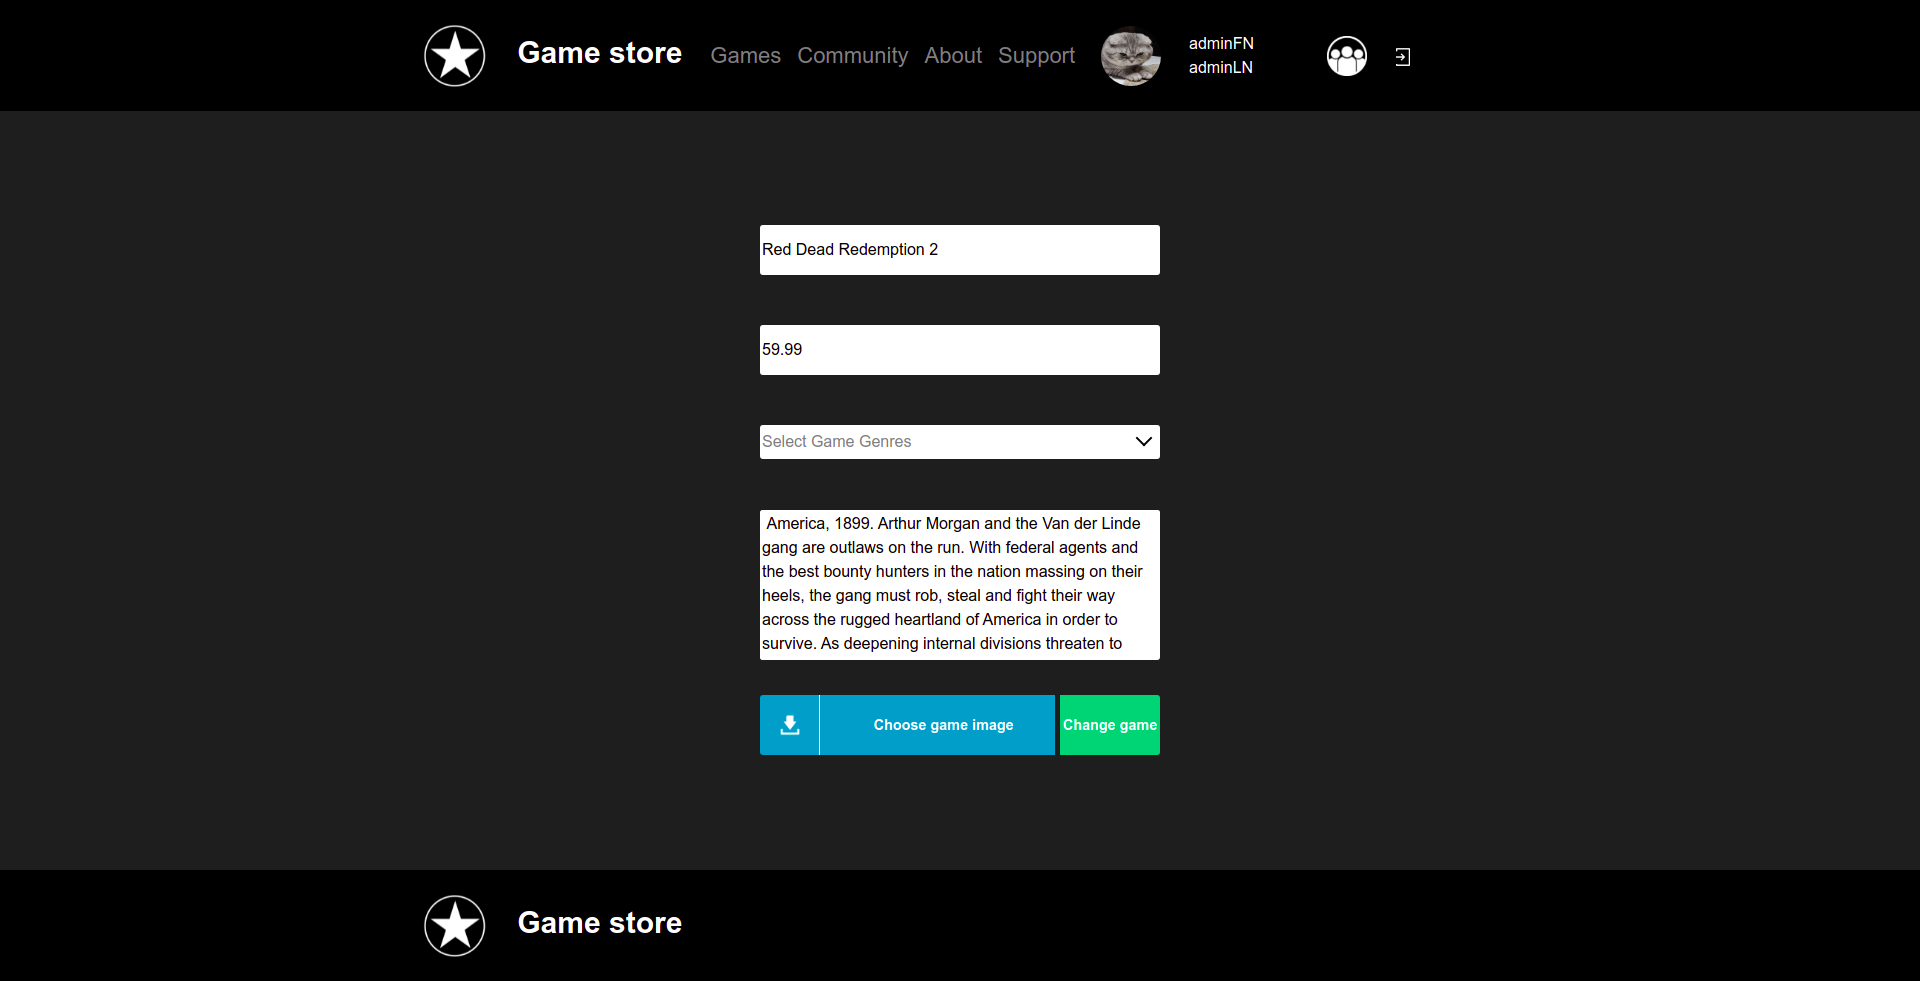 Game store
Games Community About Support
adminFN
adminLN
Red Dead Redemption 2
59.99
Select Game Genres
America, 1899. Arthur Morgan and the Van der Linde
gang are outlaws on the run. With federal agents and
the best bounty hunters in the nation massing on their
heels, the gang must rob, steal and fight their way
across the rugged heartland of America in order to
survive. As deepening internal divisions threaten to
Choose game image
Change game
Game store